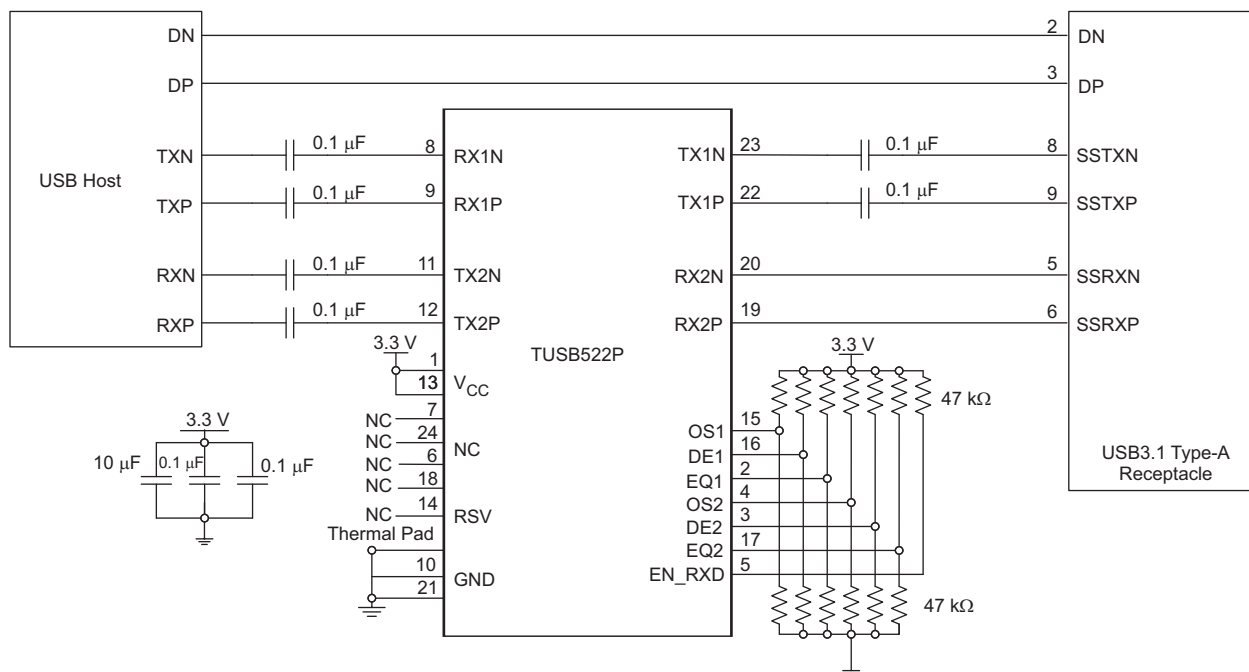 DN
2
DN
DP
3
DP
TXN
0.1 µF
8
RX1N
TX1N
23
0.1 µF
8
SSTXN
USB Host
TXP
0.1 µF
9
RX1P
TX1P
22
0.1 µF
9
SSTXP
RXN
0.1 µF
11
TX2N
RX2N
20
5
SSRXN
RXP
0.1 µF
12
TX2P
RX2P
19
6
SSRXP
TUSB522P
3.3 V
1
13
VCC
3.3 V
47 kΩ
NC
7
NC
24
NC
NC
6
NC
18
NC
14
RSV
Thermal Pad
10
GND
21
3.3 V
10 µF
0.1 µF
0.1 µF
OS1
15
DE1
16
EQ1
2
OS2
4
DE2
3
EQ2
17
EN_RXD
5
47 kΩ
USB3.1 Type-A
Receptacle